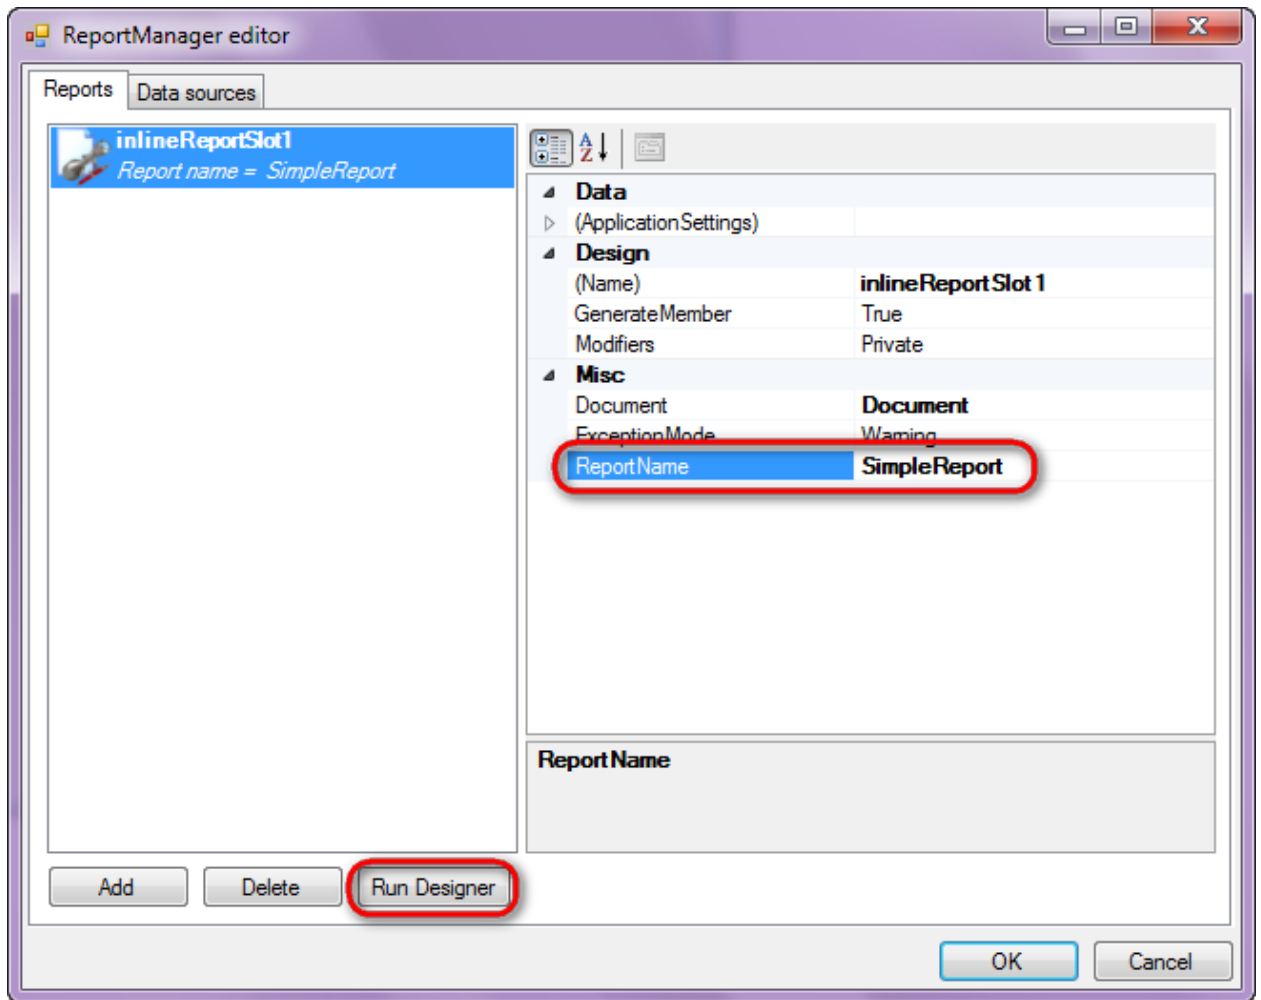 ReportManager editor
Reports
Data sources
inlineReportSlot1
Report name = SimpleReport
Data
(ApplicationSettings)
Design
(Name) inlineReportSlot1
GenerateMember True
Modifiers Private
Misc
Document Document
ExceptionMode Warning
ReportName SimpleReport
ReportName
Add
Delete
Run Designer
OK
Cancel